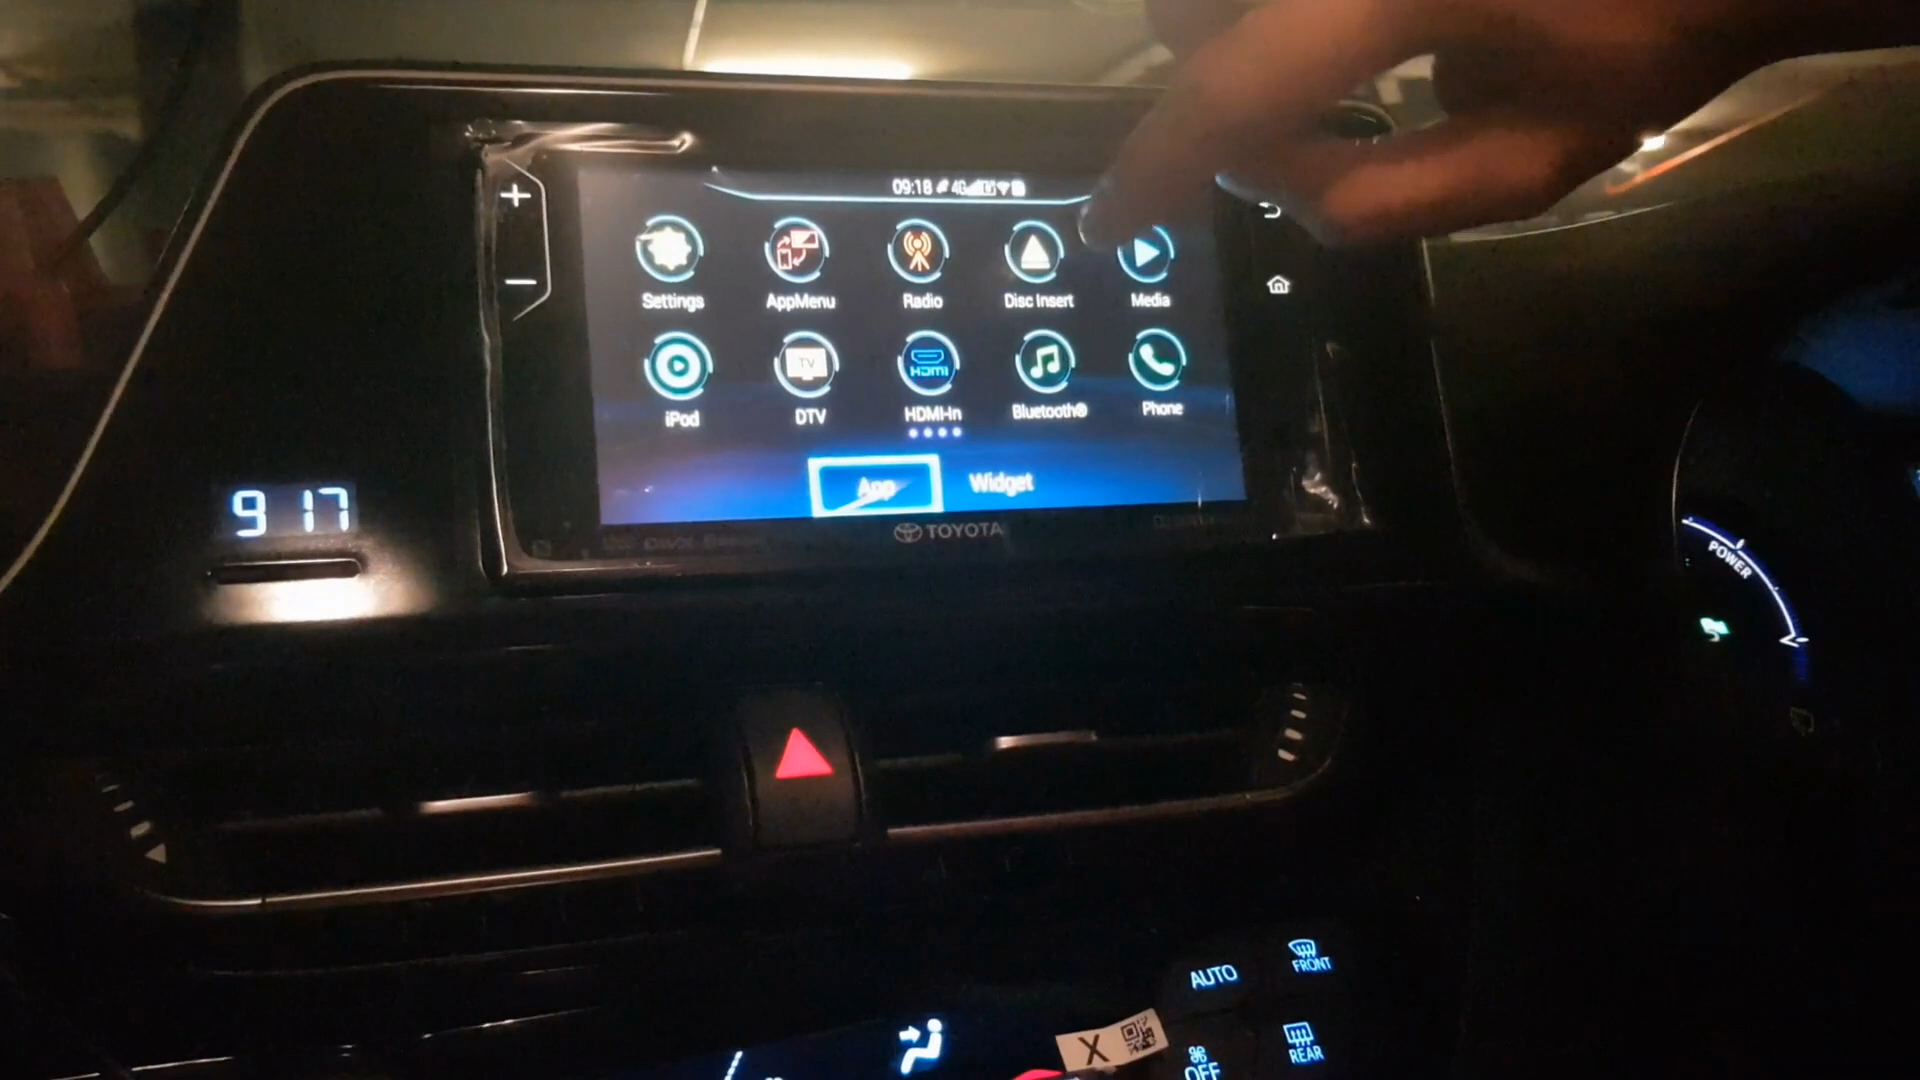 09:18 4G
Settings AppMenu Radio Disc Insert Media
TV HDMI
iPod DTV HDMI-In Bluetooth® Phone
App Widget
TOYOTA
9 17
POWER
AUTO FRONT
X
OFF REAR